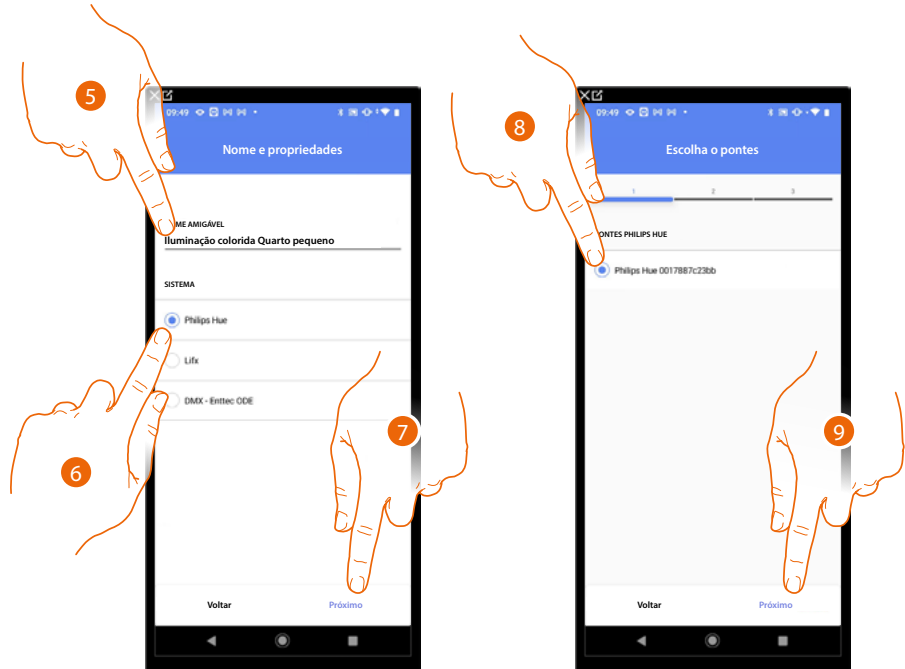 5
09:49
Nome e propriedades
ME AMIGÁVEL
Iluminação colorida Quarto pequeno
SISTEMA
Philips Hue
Lifx
DMX - Enttec ODE
6
7
Voltar
Próximo
8
09:49
Escolha o pontes
1
2
3
ONTES PHILIPS HUE
Philips Hue 0017887c23bb
9
Voltar
Próximo